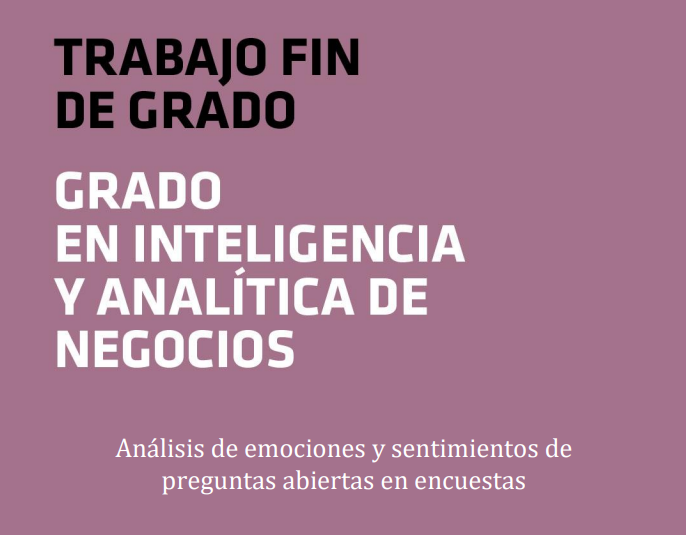 TRABAJO FIN
DE GRADO
GRADO
EN INTELIGENCIA
Y ANALÍTICA DE
NEGOCIOS
Análisis de emociones y sentimientos de
preguntas abiertas en encuestas